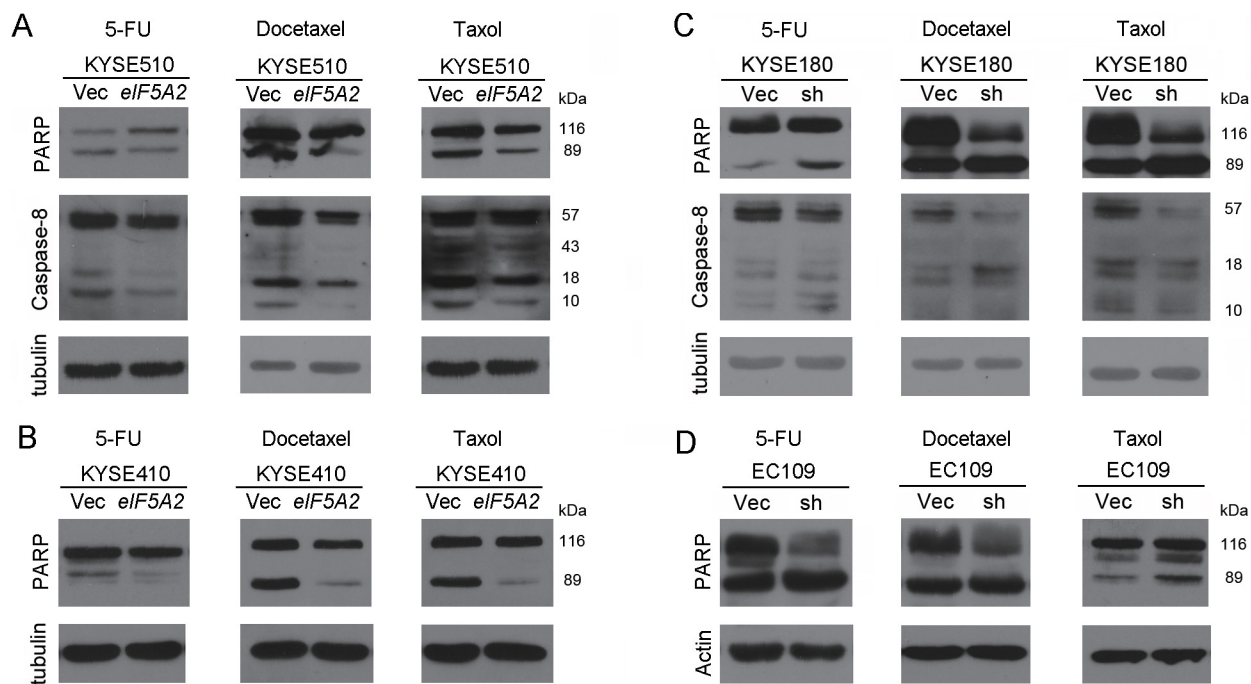 A
5-FU Docetaxel Taxol
KYSE510 KYSE510 KYSE510
Vec eIF5A2 Vec eIF5A2 Vec eIF5A2
kDa
PARP
116
89
Caspase-8
57
43
18
10
tubulin
B
5-FU Docetaxel Taxol
KYSE410 KYSE410 KYSE410
Vec eIF5A2 Vec eIF5A2 Vec eIF5A2
kDa
PARP
116
89
tubulin
C
5-FU Docetaxel Taxol
KYSE180 KYSE180 KYSE180
Vec sh Vec sh Vec sh
kDa
PARP
116
89
Caspase-8
57
18
10
tubulin
D
5-FU Docetaxel Taxol
EC109 EC109 EC109
Vec sh Vec sh Vec sh
kDa
PARP
116
89
Actin